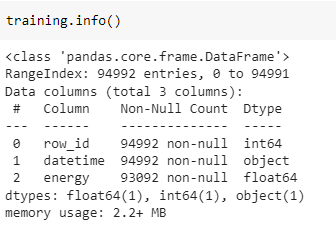 training.info()
<class 'pandas.core.frame.DataFrame'>
RangeIndex: 94992 entries, 0 to 94991
Data columns (total 3 columns):
 #   Column    Non-Null Count  Dtype
---  ------    --------------  -----
 0   row_id    94992 non-null  int64
 1   datetime  94992 non-null  object
 2   energy    93092 non-null  float64
dtypes: float64(1), int64(1), object(1)
memory usage: 2.2+ MB